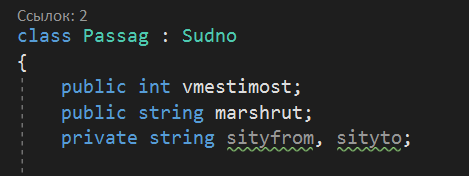 Ссылок: 2
class Passag : Sudno
{
public int vmestimost;
public string marshrut;
private string sityfrom, sityto;